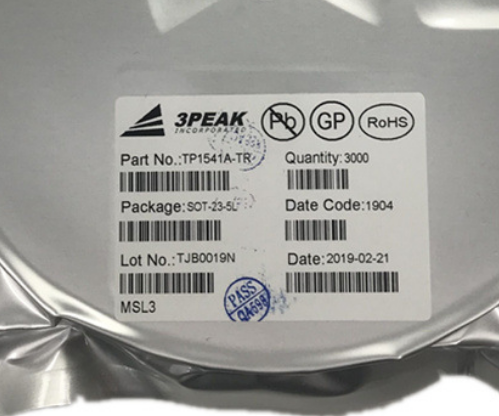 3PEAK
INCORPORATED
Pb
GP
RoHS
Part No.:TP1541A-TR
Quantity:3000
Package:SOT-23-5L
Date Code:1904
Lot No.:TJB0019N
Date:2019-02-21
MSL3
PASS
QA598